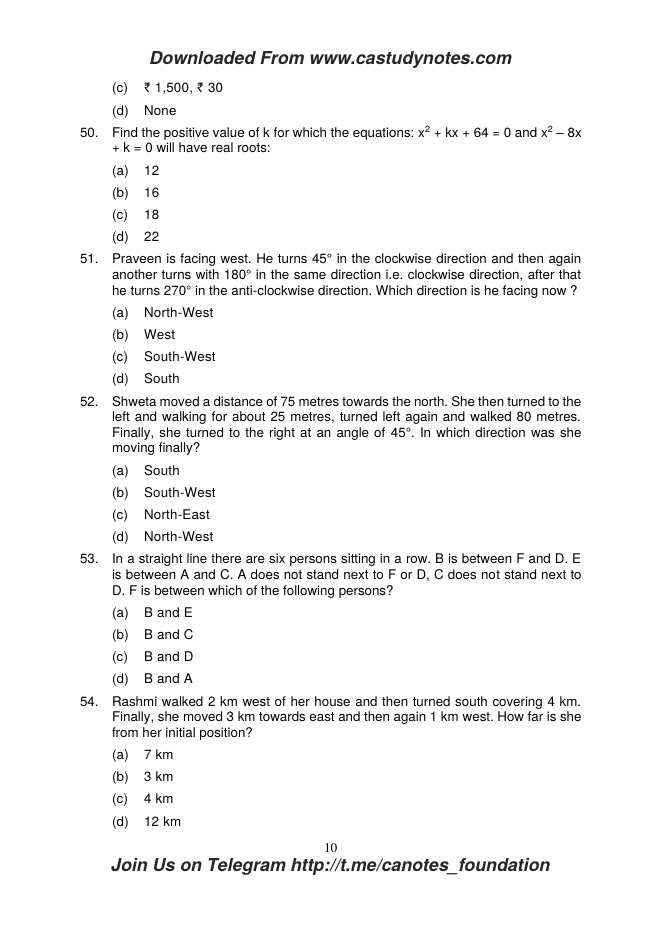 Downloaded From www.castudynotes.com
(c) ₹ 1,500, ₹ 30
(d) None
50. Find the positive value of k for which the equations: x² + kx + 64 = 0 and x² – 8x
+ k = 0 will have real roots:
(a) 12
(b) 16
(c) 18
(d) 22
51. Praveen is facing west. He turns 45° in the clockwise direction and then again
another turns with 180° in the same direction i.e. clockwise direction, after that
he turns 270° in the anti-clockwise direction. Which direction is he facing now ?
(a) North-West
(b) West
(c) South-West
(d) South
52. Shweta moved a distance of 75 metres towards the north. She then turned to the
left and walking for about 25 metres, turned left again and walked 80 metres.
Finally, she turned to the right at an angle of 45°. In which direction was she
moving finally?
(a) South
(b) South-West
(c) North-East
(d) North-West
53. In a straight line there are six persons sitting in a row. B is between F and D. E
is between A and C. A does not stand next to F or D, C does not stand next to
D. F is between which of the following persons?
(a) B and E
(b) B and C
(c) B and D
(d) B and A
54. Rashmi walked 2 km west of her house and then turned south covering 4 km.
Finally, she moved 3 km towards east and then again 1 km west. How far is she
from her initial position?
(a) 7 km
(b) 3 km
(c) 4 km
(d) 12 km
10
Join Us on Telegram http://t.me/canotes_foundation